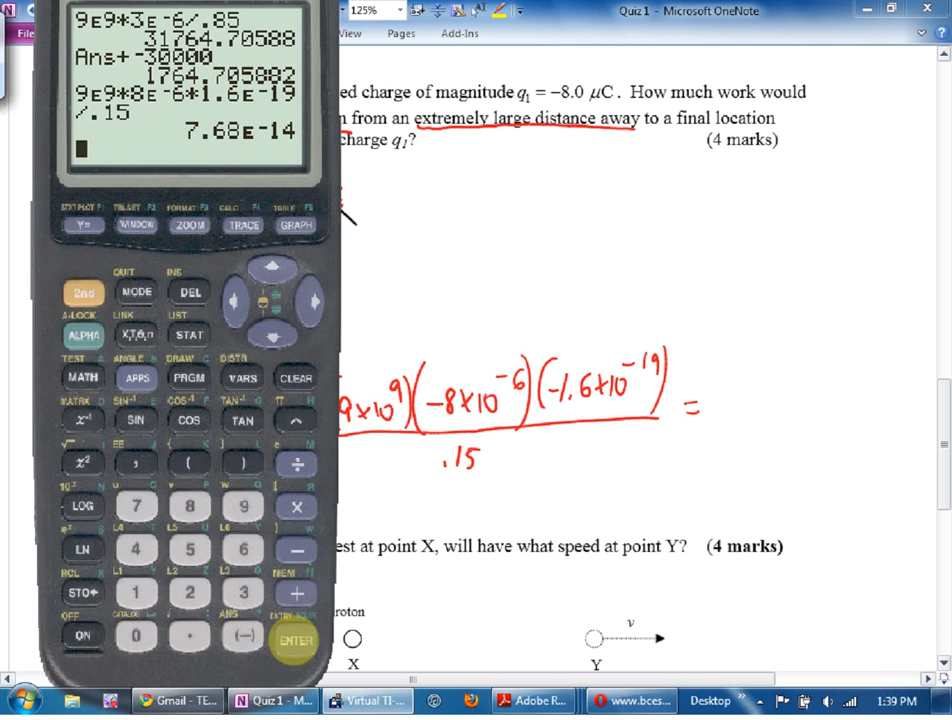 125%
Quiz 1 - Microsoft OneNote
File
View Pages Add-Ins
9E9*3E-6/.85
31764.70588
Ans+-30000
1764.705882
9E9*8E-6*1.6E-19
/.15
7.68E-14
ed charge of magnitude q₁ = −8.0 μC. How much work would
from an extremely large distance away to a final location
charge q₁? (4 marks)
STAT PLOT F1 TBLSET F2 FORMAT F3 CALC F4 TABLE F5
Y= WINDOW ZOOM TRACE GRAPH
QUIT INS
2nd MODE DEL
A-LOCK LINK LIST
ALPHA X,T,Θ,n STAT
TEST A ANGLE B DRAW C DISTR
MATH APPS PRGM VARS CLEAR
MATRX D SIN⁻¹ E COS⁻¹ F TAN⁻¹ G π H
x⁻¹ SIN COS TAN ^
√ I EE J { K } L e M
x² , ( ) ÷
10ˣ N u O v P w Q [ R
LOG 7 8 9 ×
eˣ S L4 T L5 U L6 V ] W
LN 4 5 6 −
RCL X L1 Y L2 Z L3 θ MEM "
STO▸ 1 2 3 +
OFF CATALOG i : ANS ? ENTRY SOLVE
ON 0 . (−) ENTER
9×10⁹)(−8×10⁻⁶)(−1.6×10⁻¹⁹) =
.15
est at point X, will have what speed at point Y? (4 marks)
roton
v
X Y
Gmail - TE... Quiz 1 - M... Virtual TI-... Adobe R... www.bces... Desktop » 1:39 PM